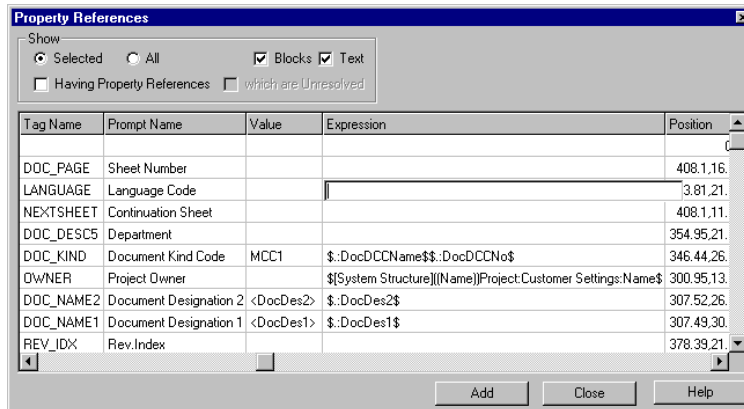 Property References
Show
Selected All Blocks Text
Having Property References which are Unresolved
Tag Name Prompt Name Value Expression Position
DOC_PAGE Sheet Number 408.1,16.
LANGUAGE Language Code 3.81,21.
NEXTSHEET Continuation Sheet 408.1,11.
DOC_DESC5 Department 354.95,21.
DOC_KIND Document Kind Code MCC1 $.:DocDCCName$$.:DocDCCNo$ 346.44,26.
OWNER Project Owner $[System Structure]((Name))Project:Customer Settings:Name$ 300.95,13.
DOC_NAME2 Document Designation 2 <DocDes2> $.:DocDes2$ 307.52,26.
DOC_NAME1 Document Designation 1 <DocDes1> $.:DocDes1$ 307.49,30.
REV_IDX Rev.Index 378.39,21.
Add Close Help